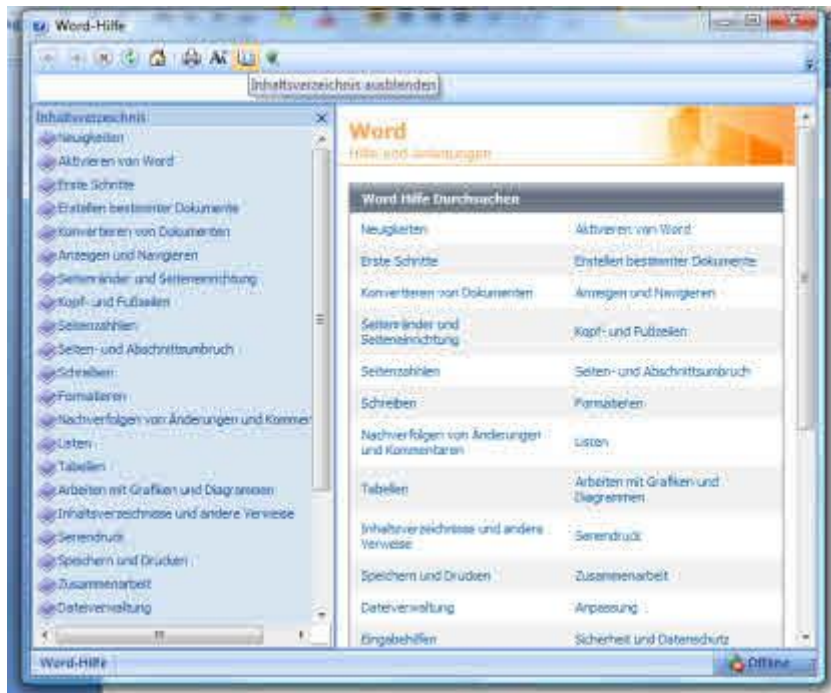 Word-Hilfe
Inhaltsverzeichnis ausblenden
Inhaltsverzeichnis
Neuigkeiten
Aktivieren von Word
Erste Schritte
Erstellen bestimmter Dokumente
Konvertieren von Dokumenten
Anzeigen und Navigieren
Seitenränder und Seiteneinrichtung
Kopf- und Fußzeilen
Seitenzahlen
Seiten- und Abschnittsumbruch
Schreiben
Formatieren
Nachverfolgen von Änderungen und Kommen
Listen
Tabellen
Arbeiten mit Grafiken und Diagrammen
Inhaltsverzeichnisse und andere Verweise
Seriendruck
Speichern und Drucken
Zusammenarbeit
Dateiverwaltung
Word
Hilfe und Anleitungen
Word Hilfe Durchsuchen
Neuigkeiten Aktivieren von Word
Erste Schritte Erstellen bestimmter Dokumente
Konvertieren von Dokumenten Anzeigen und Navigieren
Seitenränder und
Seiteneinrichtung Kopf- und Fußzeilen
Seitenzahlen Seiten- und Abschnittsumbruch
Schreiben Formatieren
Nachverfolgen von Änderungen
und Kommentaren Listen
Tabellen Arbeiten mit Grafiken und
Diagrammen
Inhaltsverzeichnisse und andere
Verweise Seriendruck
Speichern und Drucken Zusammenarbeit
Dateiverwaltung Anpassung
Eingabehilfen Sicherheit und Datenschutz
Word-Hilfe Offline